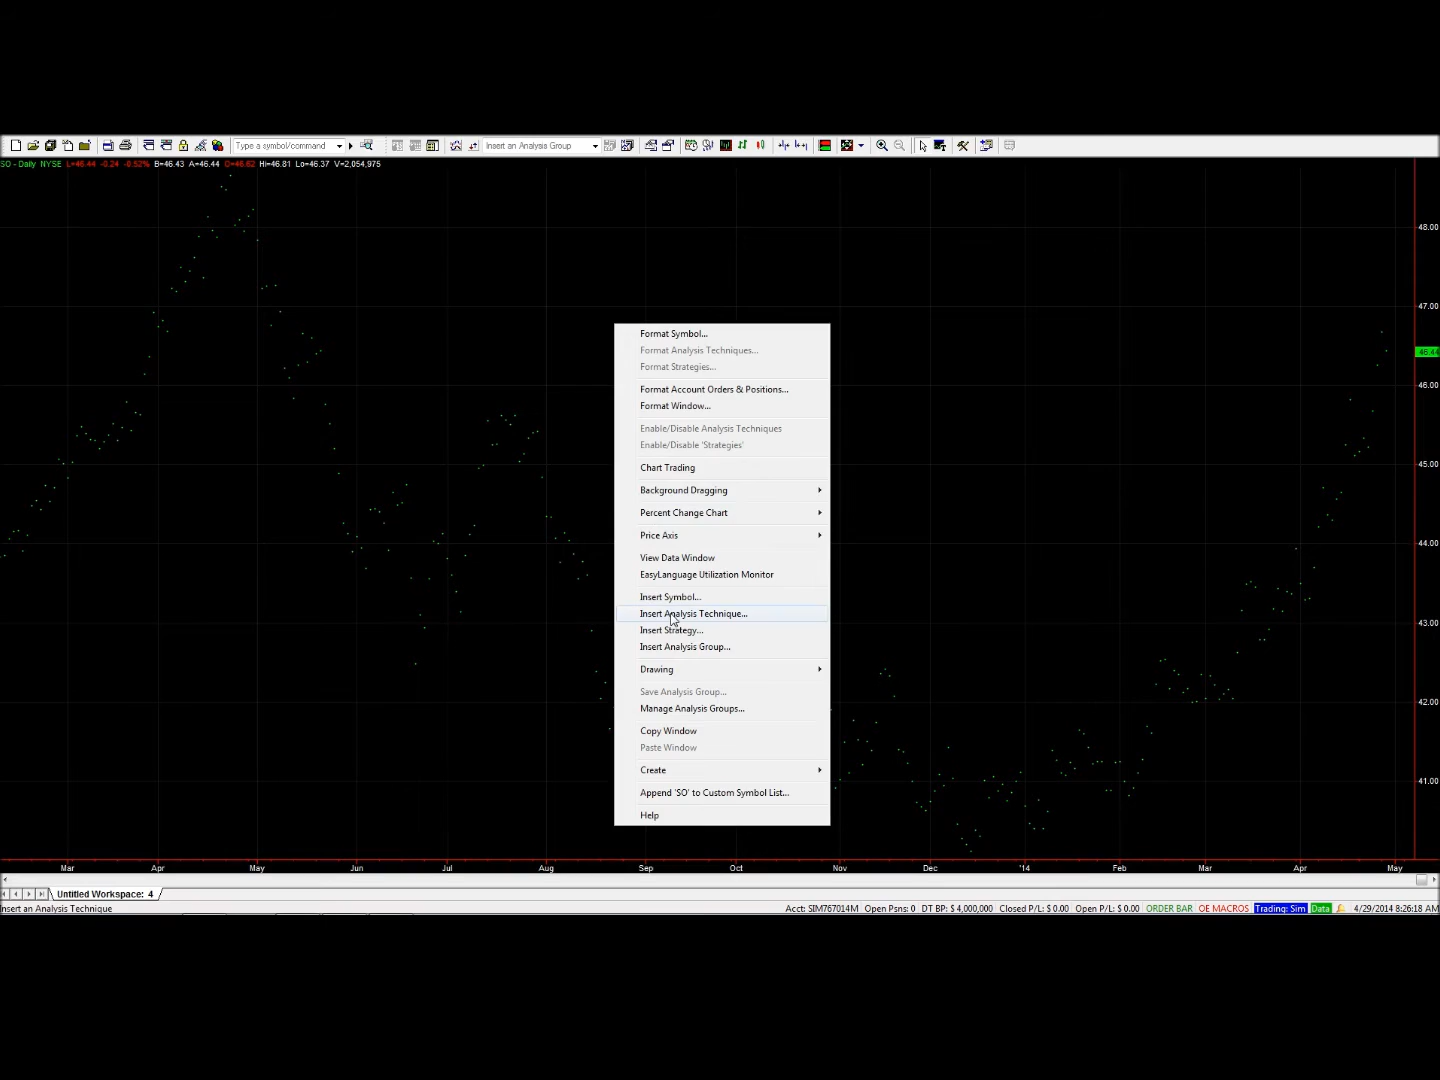 Type a symbol/command
Insert an Analysis Group
SO - Daily NYSE L=46.44 -0.24 -0.52% B=46.43 A=46.44 O=46.62 Hi=46.81 Lo=46.37 V=2,054,975
48.00
47.00
46.44
46.00
45.00
44.00
43.00
42.00
41.00
Format Symbol...
Format Analysis Techniques...
Format Strategies...
Format Account Orders & Positions...
Format Window...
Enable/Disable Analysis Techniques
Enable/Disable 'Strategies'
Chart Trading
Background Dragging
Percent Change Chart
Price Axis
View Data Window
EasyLanguage Utilization Monitor
Insert Symbol...
Insert Analysis Technique...
Insert Strategy...
Insert Analysis Group...
Drawing
Save Analysis Group...
Manage Analysis Groups...
Copy Window
Paste Window
Create
Append 'SO' to Custom Symbol List...
Help
Mar Apr May Jun Jul Aug Sep Oct Nov Dec '14 Feb Mar Apr May
Untitled Workspace: 4
Insert an Analysis Technique Acct: SIM767014M Open Psns: 0 DT BP: $ 4,000,000 Closed P/L: $ 0.00 Open P/L: $ 0.00 ORDER BAR OE MACROS Trading: Sim Data 4/29/2014 8:26:18 AM